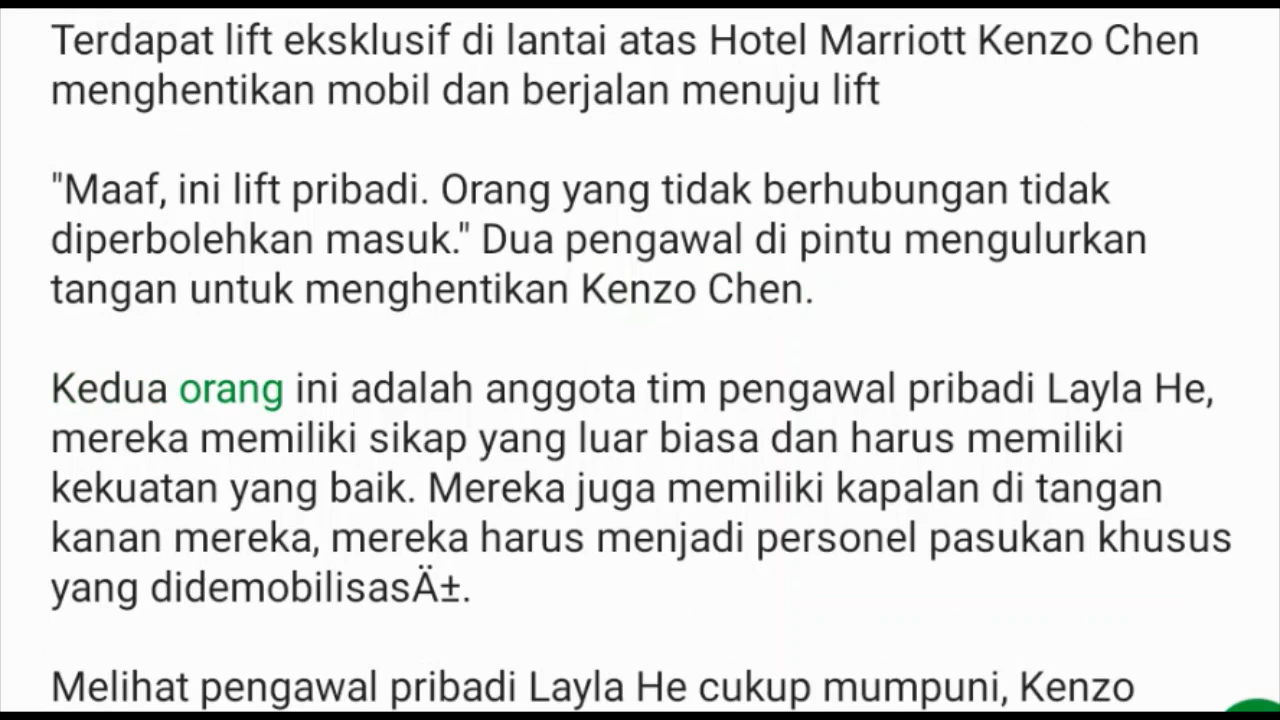 Terdapat lift eksklusif di lantai atas Hotel Marriott Kenzo Chen
menghentikan mobil dan berjalan menuju lift
"Maaf, ini lift pribadi. Orang yang tidak berhubungan tidak
diperbolehkan masuk." Dua pengawal di pintu mengulurkan
tangan untuk menghentikan Kenzo Chen.
Kedua orang ini adalah anggota tim pengawal pribadi Layla He,
mereka memiliki sikap yang luar biasa dan harus memiliki
kekuatan yang baik. Mereka juga memiliki kapalan di tangan
kanan mereka, mereka harus menjadi personel pasukan khusus
yang didemobilisasÄ±.
Melihat pengawal pribadi Layla He cukup mumpuni, Kenzo